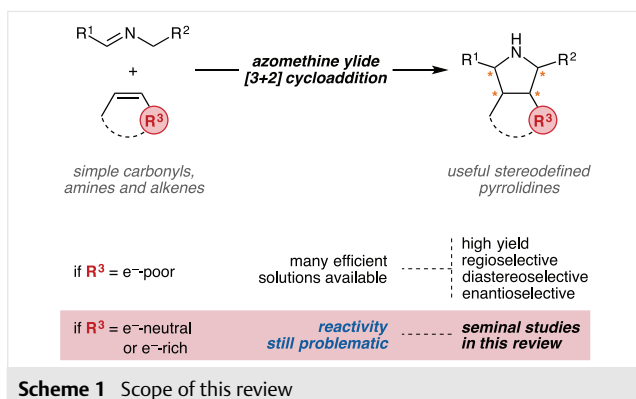 R1 N R2
+
R3
simple carbonyls,
amines and alkenes
azomethine ylide
[3+2] cycloaddition
H
N
R1 R2
* *
* *
R3
useful stereodefined
pyrrolidines
if R3 = e–-poor
many efficient
solutions available
high yield
regioselective
diastereoselective
enantioselective
if R3 = e–-neutral
or e–-rich
reactivity
still problematic
seminal studies
in this review
Scheme 1 Scope of this review